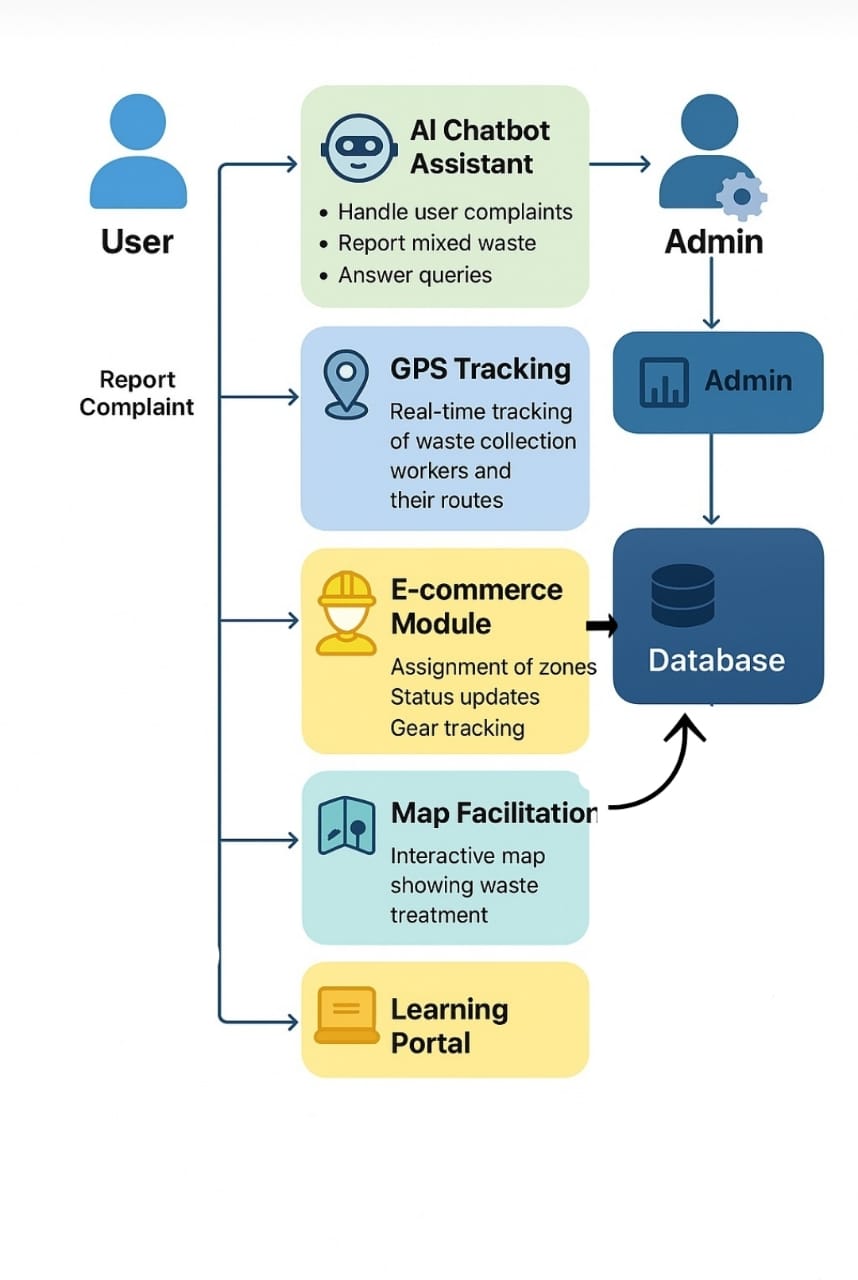 User
Report
Complaint
AI Chatbot
Assistant
• Handle user complaints
• Report mixed waste
• Answer queries
GPS Tracking
Real-time tracking
of waste collection
workers and
their routes
E-commerce
Module
Assignment of zones
Status updates
Gear tracking
Map Facilitation
Interactive map
showing waste
treatment
Learning
Portal
Admin
Admin
Database